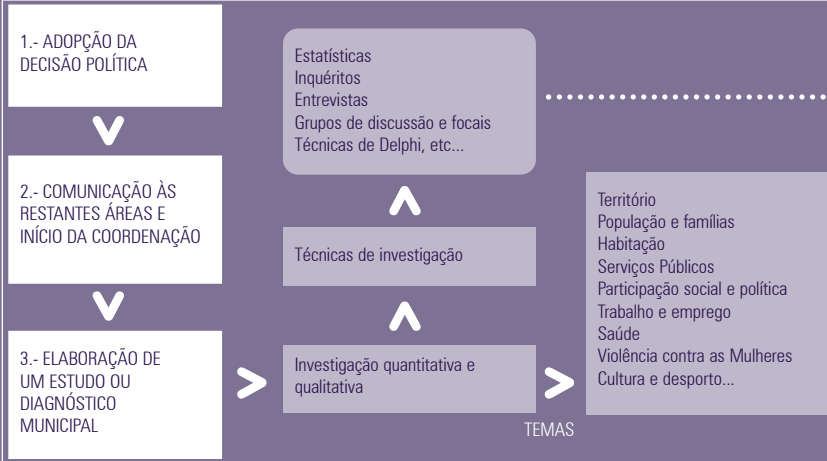 1.- ADOPÇÃO DA
DECISÃO POLÍTICA
2.- COMUNICAÇÃO ÀS
RESTANTES ÁREAS E
INÍCIO DA COORDENAÇÃO
3.- ELABORAÇÃO DE
UM ESTUDO OU
DIAGNÓSTICO
MUNICIPAL
Investigação quantitativa e
qualitativa
Técnicas de investigação
Estatísticas
Inquéritos
Entrevistas
Grupos de discussão e focais
Técnicas de Delphi, etc...
TEMAS
Território
População e famílias
Habitação
Serviços Públicos
Participação social e política
Trabalho e emprego
Saúde
Violência contra as Mulheres
Cultura e desporto...